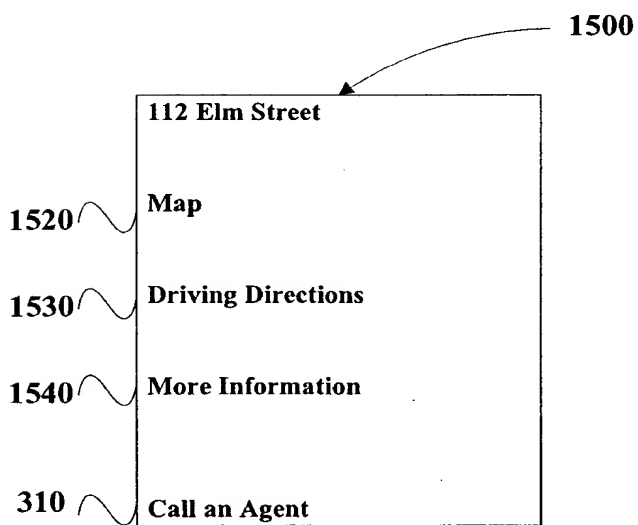 1500
112 Elm Street
1520 Map
1530 Driving Directions
1540 More Information
310 Call an Agent